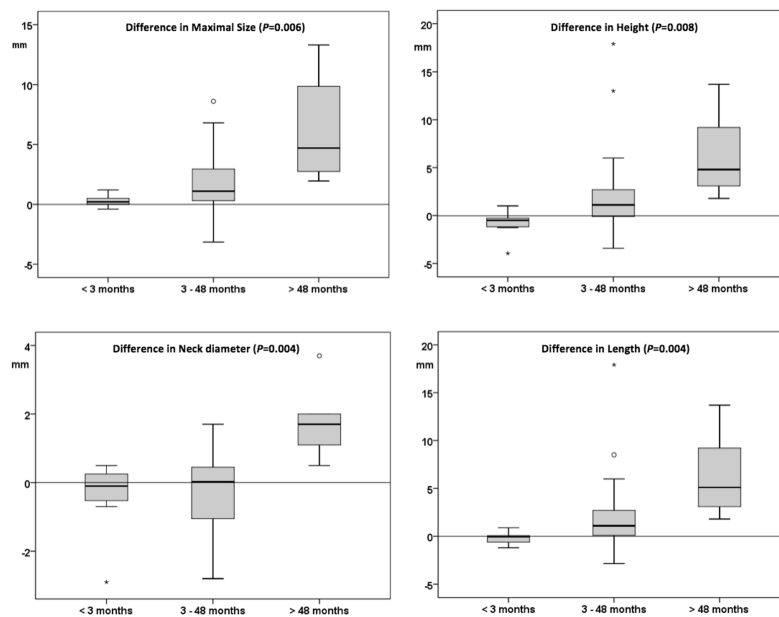 Difference in Maximal Size (P=0.006)
mm
15
10
5
0
-5
< 3 months
3 - 48 months
> 48 months
Difference in Height (P=0.008)
mm
20
15
10
5
0
-5
< 3 months
3 - 48 months
> 48 months
Difference in Neck diameter (P=0.004)
mm
4
2
0
-2
< 3 months
3 - 48 months
> 48 months
Difference in Length (P=0.004)
mm
20
15
10
5
0
-5
< 3 months
3 - 48 months
> 48 months